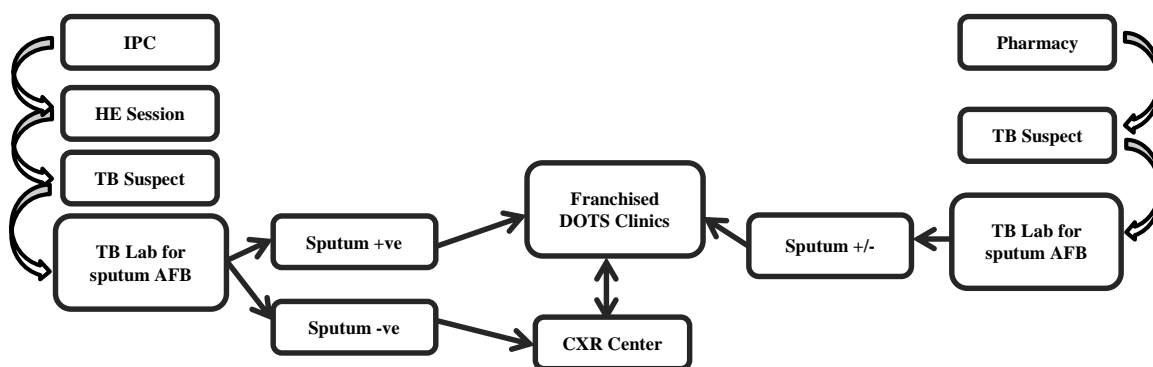 IPC
HE Session
TB Suspect
TB Lab for
sputum AFB
Sputum +ve
Sputum -ve
Franchised
DOTS Clinics
CXR Center
Sputum +/-
Pharmacy
TB Suspect
TB Lab for
sputum AFB